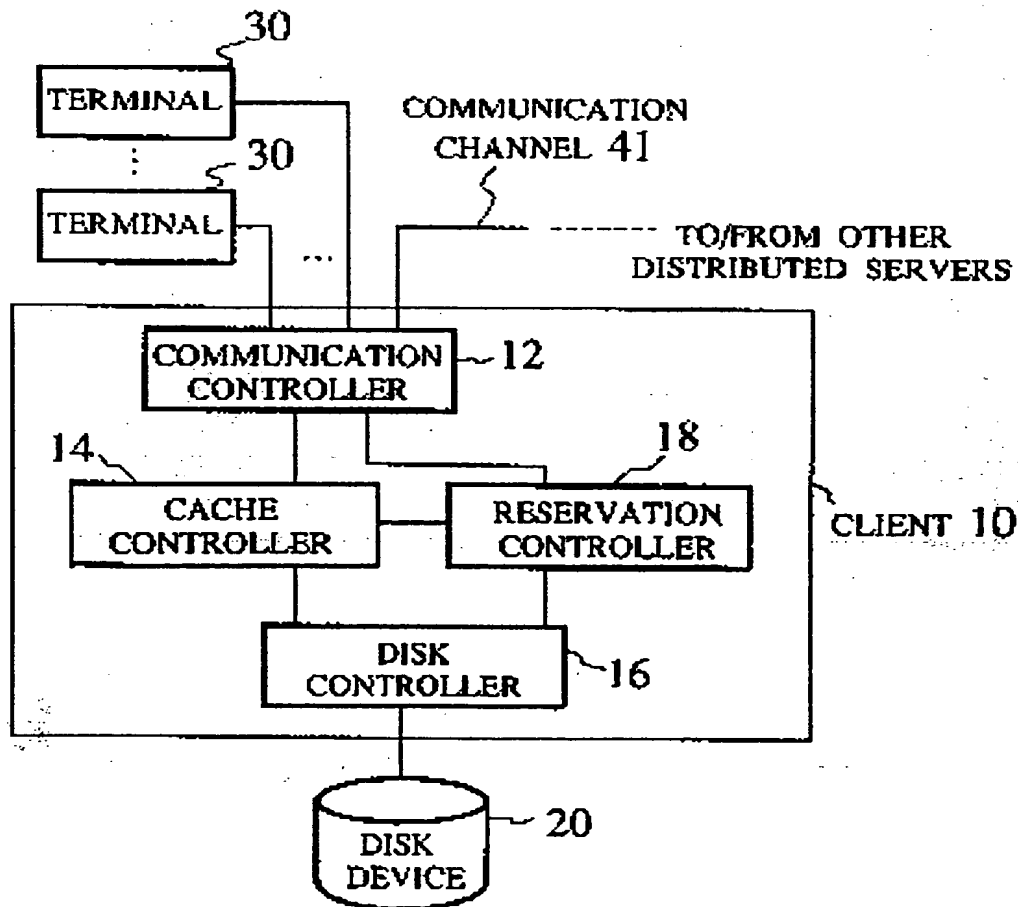 30
TERMINAL
30
TERMINAL
COMMUNICATION
CHANNEL 41
TO/FROM OTHER
DISTRIBUTED SERVERS
COMMUNICATION
CONTROLLER
12
14
CACHE
CONTROLLER
18
RESERVATION
CONTROLLER
CLIENT 10
DISK
CONTROLLER
16
DISK
DEVICE
20